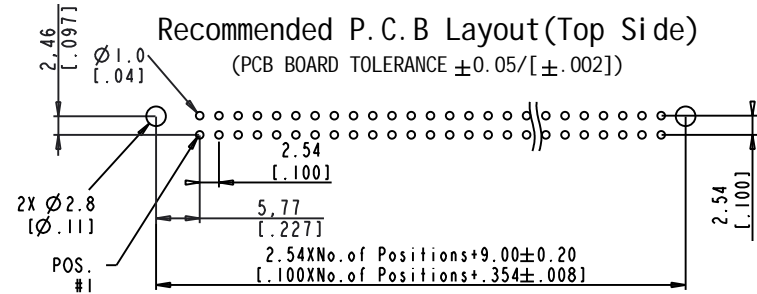 Recommended P.C.B Layout(Top Side)
(PCB BOARD TOLERANCE ±0.05/[±.002])
2,46
[.097]
Ø1.0
[.04]
2.54
[.100]
2X Ø2.8
[Ø.11]
5,77
[.227]
2.54
[.100]
POS.
#1
2.54XNo.of Positions+9.00±0.20
[.100XNo.of Positions+.354±.008]